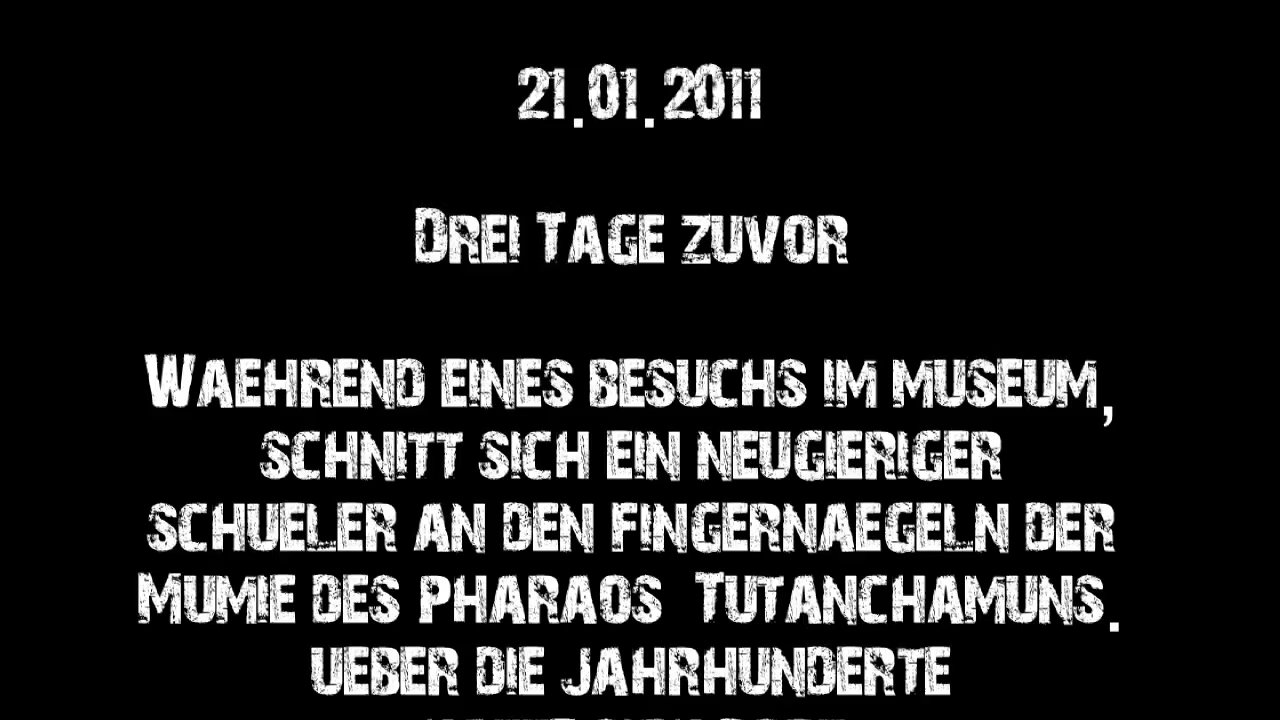 21.01.2011
Drei Tage zuvor
Waehrend eines besuchs im museum,
schnitt sich ein neugieriger
schueler an den fingernaegeln der
Mumie des Pharaos Tutanchamuns.
ueber die jahrhunderte